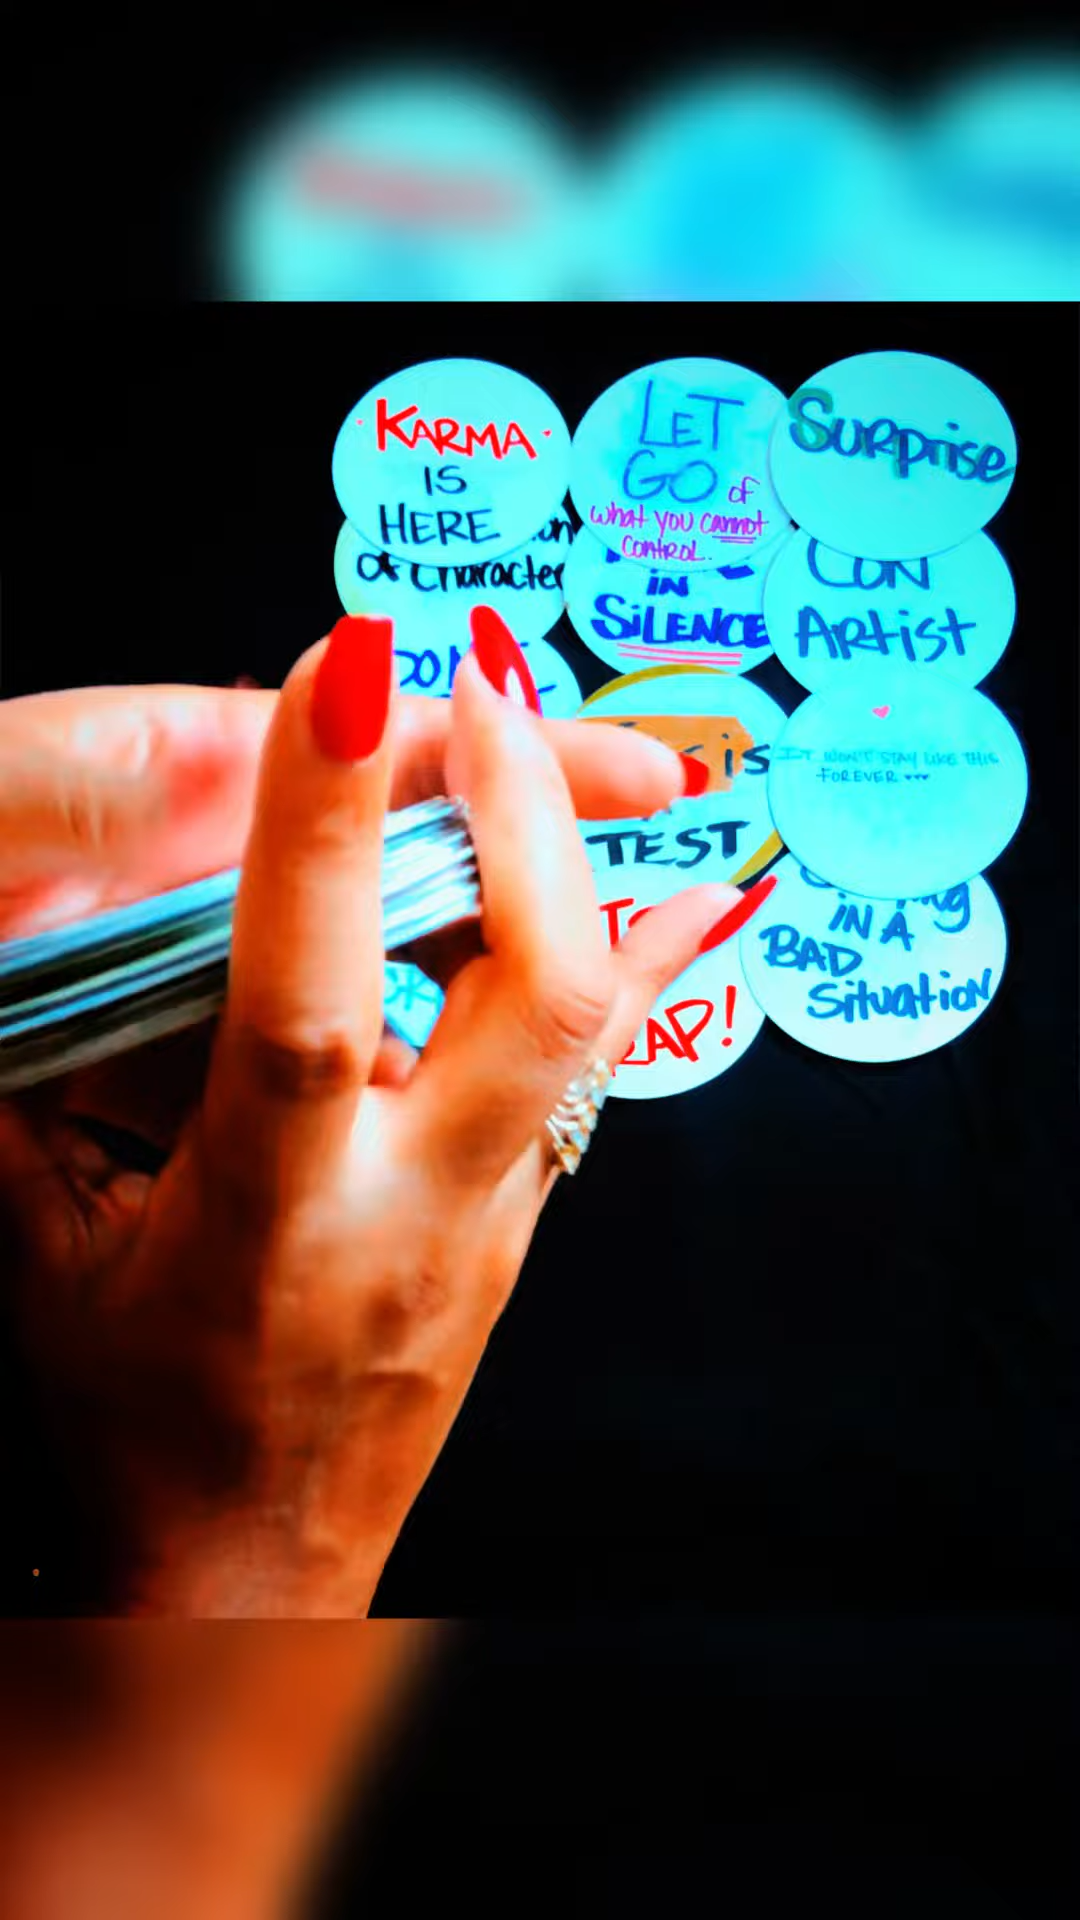 KARMA
IS
HERE
of Character
LET
GO of
what you cannot
control.
IN
SILENCE
Surprise
CON
Artist
is
TEST
IT WON'T STAY LIKE THIS
FOREVER
IN A
BAD
Situation